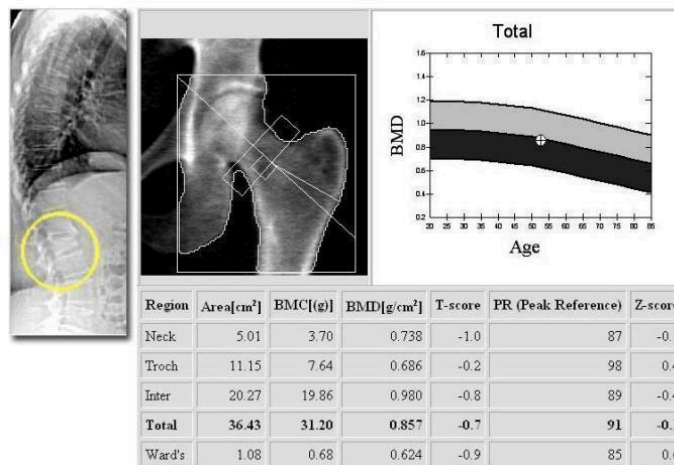 Total
BMD
1.6
1.4
1.2
1.0
0.8
0.6
0.4
0.2
20 25 30 35 40 45 50 55 60 65 70 75 80 85
Age
Region Area[cm²] BMC[(g)] BMD[g/cm²] T-score PR (Peak Reference) Z-score
Neck 5.01 3.70 0.738 -1.0 87
Troch 11.15 7.64 0.686 -0.2 98
Inter 20.27 19.86 0.980 -0.8 89
Total 36.43 31.20 0.857 -0.7 91
Ward's 1.08 0.68 0.624 -0.9 85